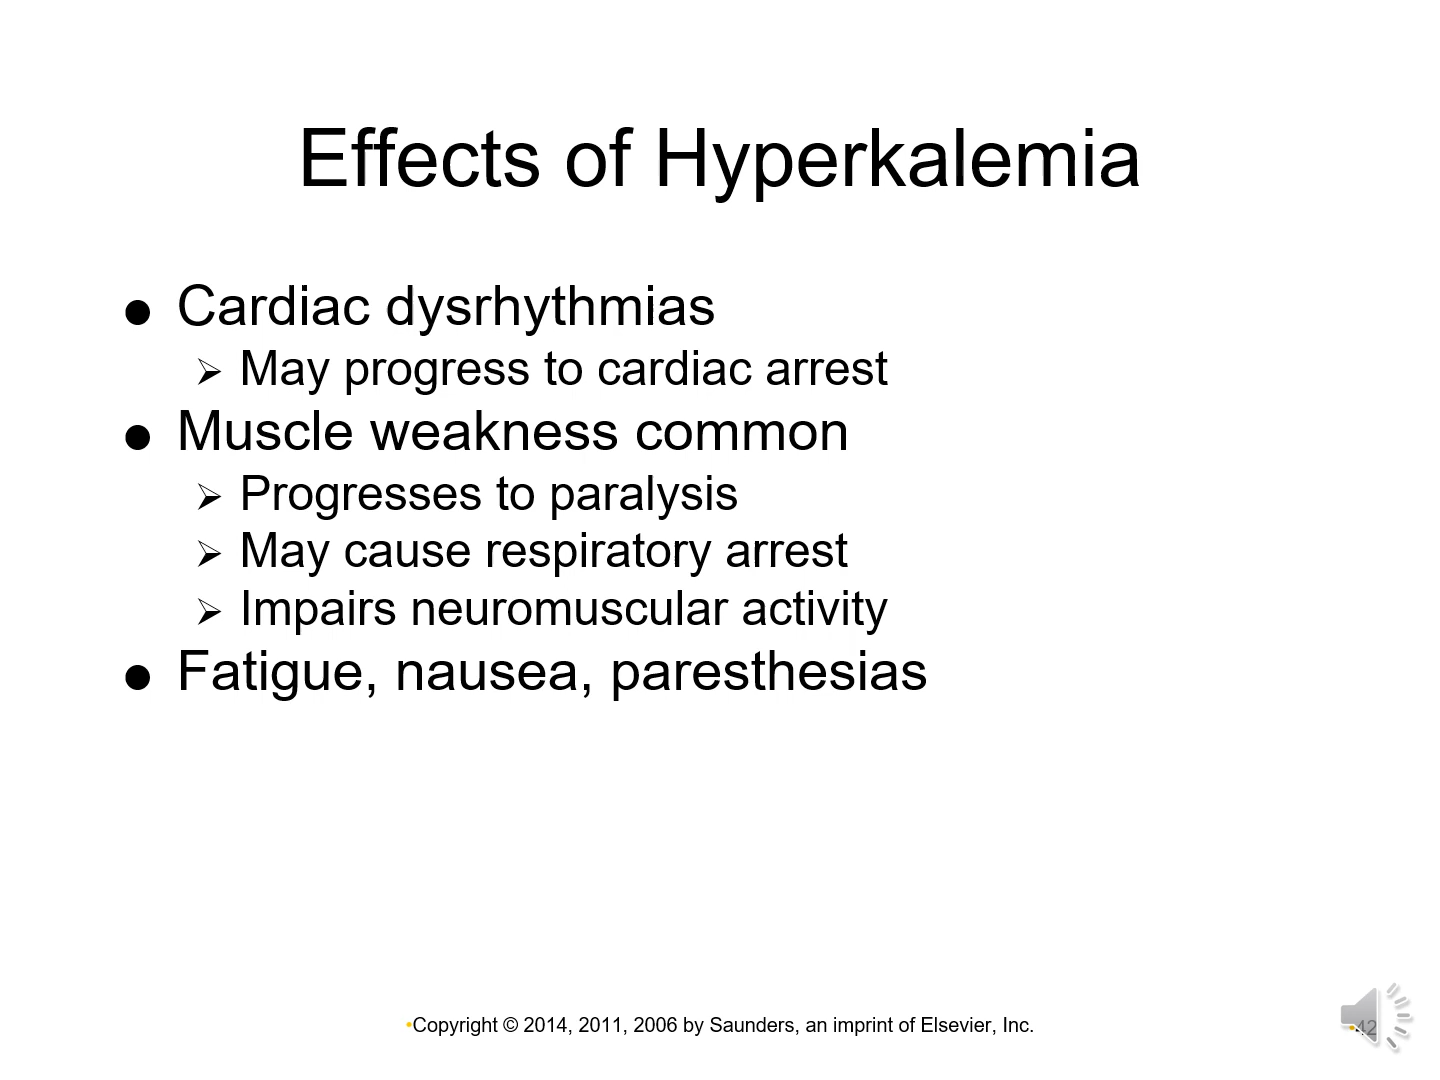 Effects of Hyperkalemia
● Cardiac dysrhythmias
➢ May progress to cardiac arrest
● Muscle weakness common
➢ Progresses to paralysis
➢ May cause respiratory arrest
➢ Impairs neuromuscular activity
● Fatigue, nausea, paresthesias
•Copyright © 2014, 2011, 2006 by Saunders, an imprint of Elsevier, Inc.
•42